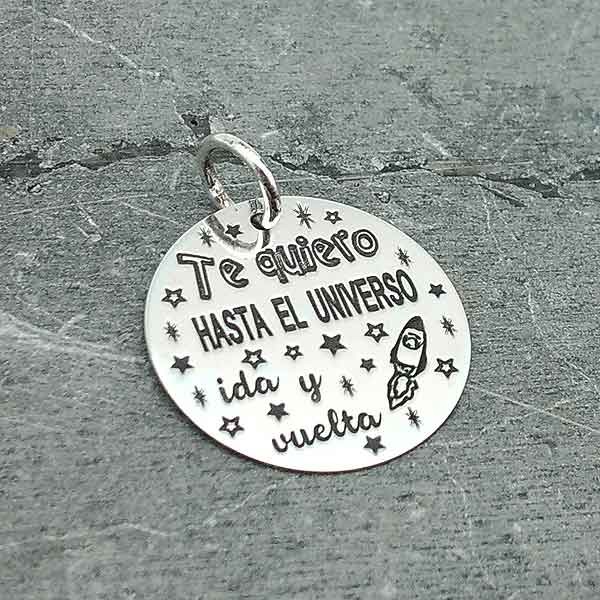 Te quiero
HASTA EL UNIVERSO
ida y
vuelta